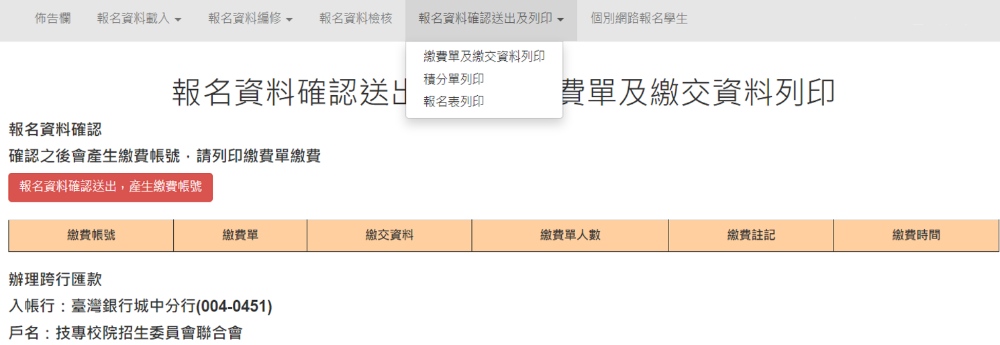 佈告欄 報名資料載入 報名資料編修 報名資料檢核 報名資料確認送出及列印 個別網路報名學生
繳費單及繳交資料列印
積分單列印
報名表列印
報名資料確認送出 費單及繳交資料列印
報名資料確認
確認之後會產生繳費帳號，請列印繳費單繳費
報名資料確認送出，產生繳費帳號
繳費帳號 繳費單 繳交資料 繳費單人數 繳費註記 繳費時間
辦理跨行匯款
入帳行：臺灣銀行城中分行(004-0451)
戶名：技專校院招生委員會聯合會